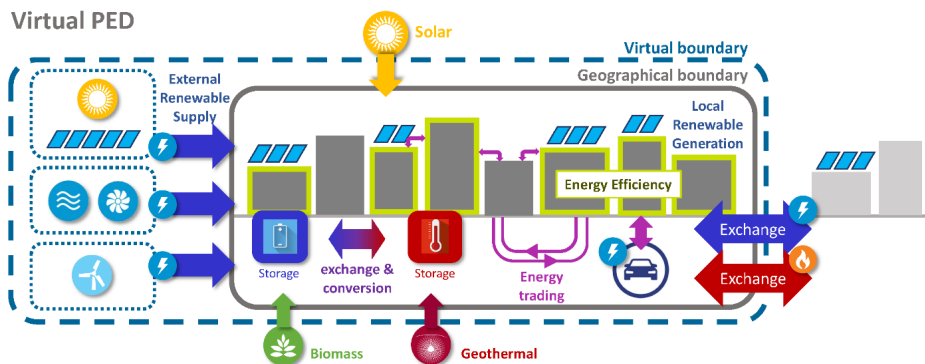 Virtual PED
Solar
Virtual boundary
Geographical boundary
External
Renewable
Supply
Local
Renewable
Generation
Energy Efficiency
Storage
exchange &
conversion
Storage
Energy
trading
Exchange
Exchange
Biomass
Geothermal